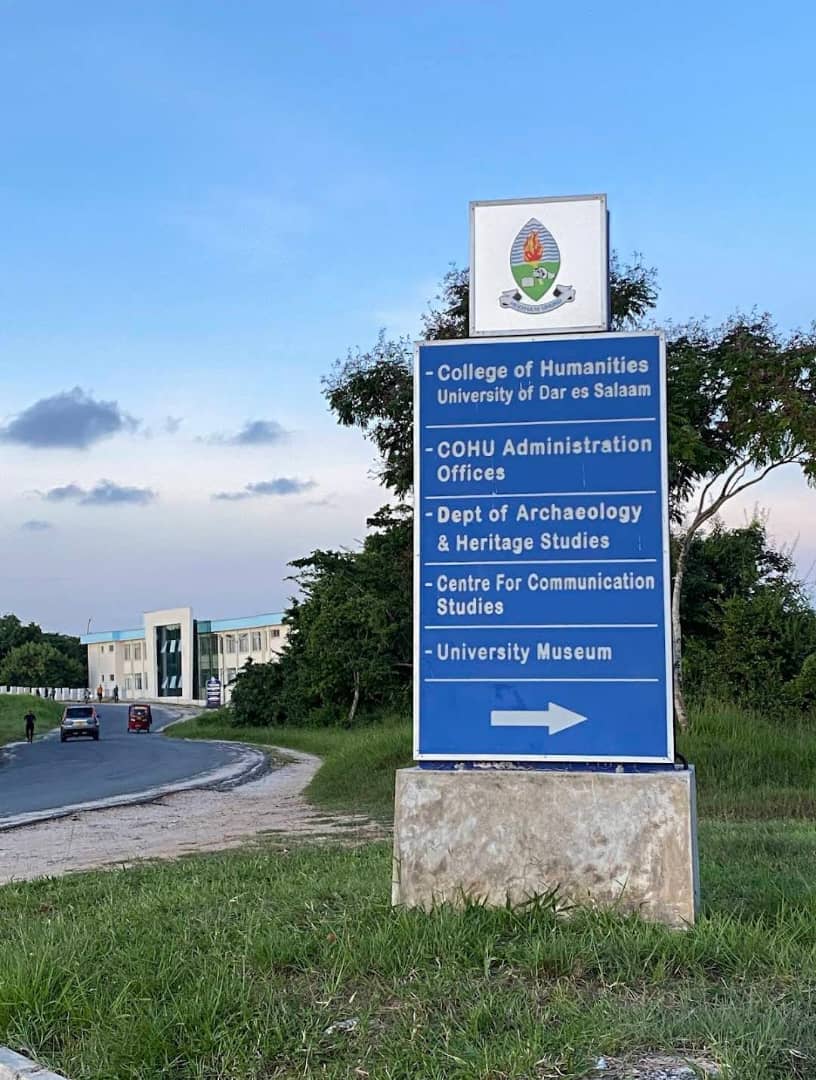 - College of Humanities
University of Dar es Salaam
- COHU Administration
Offices
- Dept of Archaeology
& Heritage Studies
- Centre For Communication
Studies
- University Museum